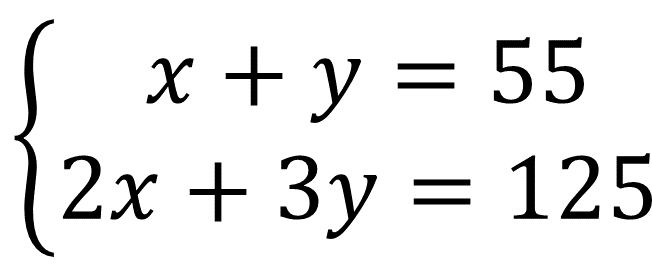 x + y = 55
2x + 3y = 125